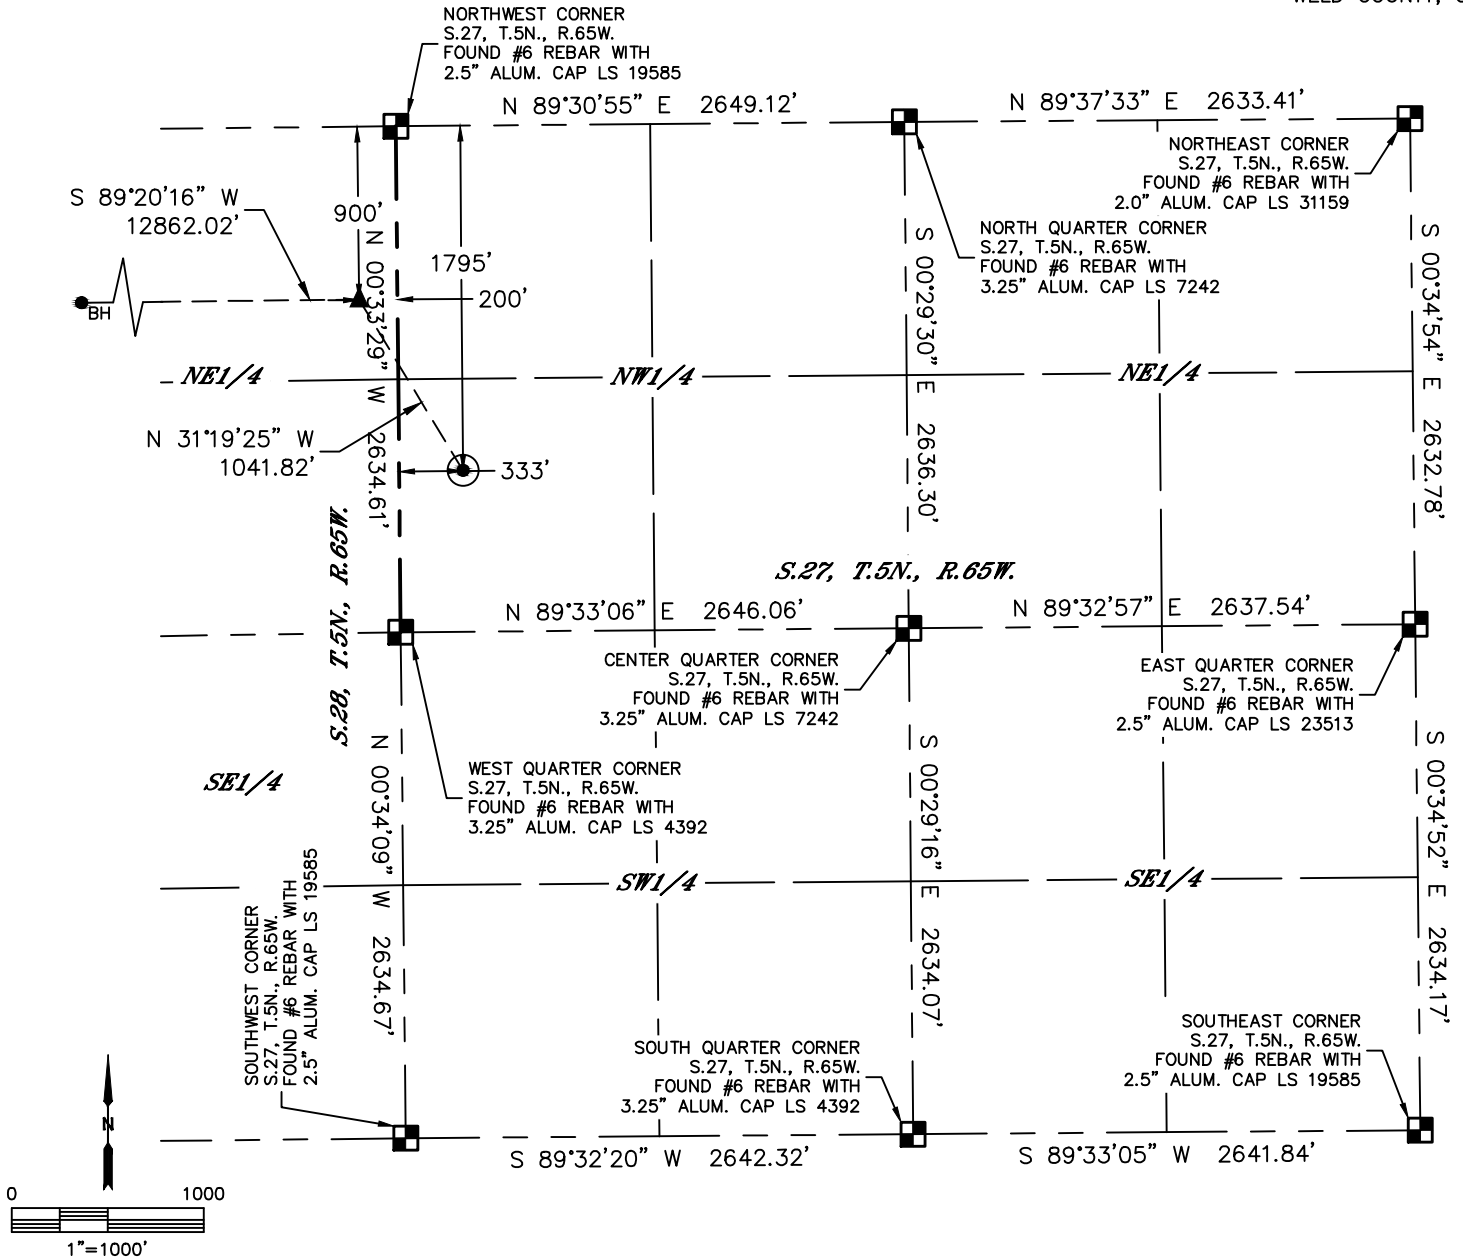 NORTHWEST CORNER
S.27, T.5N., R.65W.
FOUND #6 REBAR WITH
2.5" ALUM. CAP LS 19585
N 89°30'55" E 2649.12'
N 89°37'33" E 2633.41'
NORTHEAST CORNER
S.27, T.5N., R.65W.
FOUND #6 REBAR WITH
2.0" ALUM. CAP LS 31159
S 89°20'16" W
12862.02'
900'
NORTH QUARTER CORNER
S.27, T.5N., R.65W.
FOUND #6 REBAR WITH
3.25" ALUM. CAP LS 7242
1795'
200'
BH
N 00°33'29" W 2634.61'
S 00°29'30" E 2636.30'
S 00°34'54" E 2632.78'
NE1/4
NW1/4
NE1/4
N 31°19'25" W
1041.82'
333'
S.28, T.5N., R.65W.
S.27, T.5N., R.65W.
N 89°33'06" E 2646.06'
N 89°32'57" E 2637.54'
CENTER QUARTER CORNER
S.27, T.5N., R.65W.
FOUND #6 REBAR WITH
3.25" ALUM. CAP LS 7242
EAST QUARTER CORNER
S.27, T.5N., R.65W.
FOUND #6 REBAR WITH
2.5" ALUM. CAP LS 23513
WEST QUARTER CORNER
S.27, T.5N., R.65W.
FOUND #6 REBAR WITH
3.25" ALUM. CAP LS 4392
SE1/4
N 00°34'09" W 2634.67'
S 00°29'16" E 2634.07'
S 00°34'52" E 2634.17'
SW1/4
SE1/4
SOUTHWEST CORNER
S.27, T.5N., R.65W.
FOUND #6 REBAR WITH
2.5" ALUM. CAP LS 19585
SOUTH QUARTER CORNER
S.27, T.5N., R.65W.
FOUND #6 REBAR WITH
3.25" ALUM. CAP LS 4392
SOUTHEAST CORNER
S.27, T.5N., R.65W.
FOUND #6 REBAR WITH
2.5" ALUM. CAP LS 19585
S 89°32'20" W 2642.32'
S 89°33'05" W 2641.84'
N
0 1000
1"=1000'